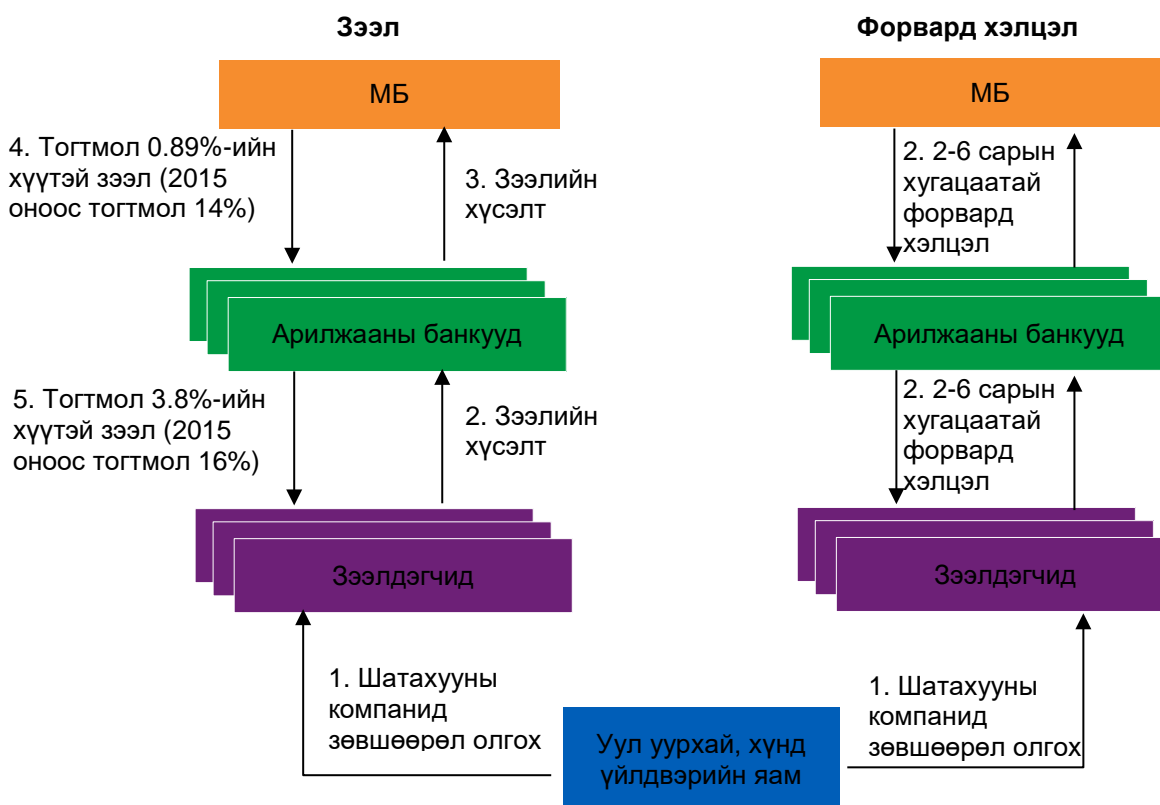 Зээл
МБ
4. Тогтмол 0.89%-ийн
хүүтэй зээл (2015
оноос тогтмол 14%)
3. Зээлийн
хүсэлт
Арилжааны банкууд
5. Тогтмол 3.8%-ийн
хүүтэй зээл (2015
оноос тогтмол 16%)
2. Зээлийн
хүсэлт
Зээлдэгчид
1. Шатахууны
компанид
зөвшөөрөл олгох
Уул уурхай, хүнд
үйлдвэрийн яам
Форвард хэлцэл
МБ
2. 2-6 сарын
хугацаатай
форвард
хэлцэл
Арилжааны банкууд
2. 2-6 сарын
хугацаатай
форвард
хэлцэл
Зээлдэгчид
1. Шатахууны
компанид
зөвшөөрөл олгох